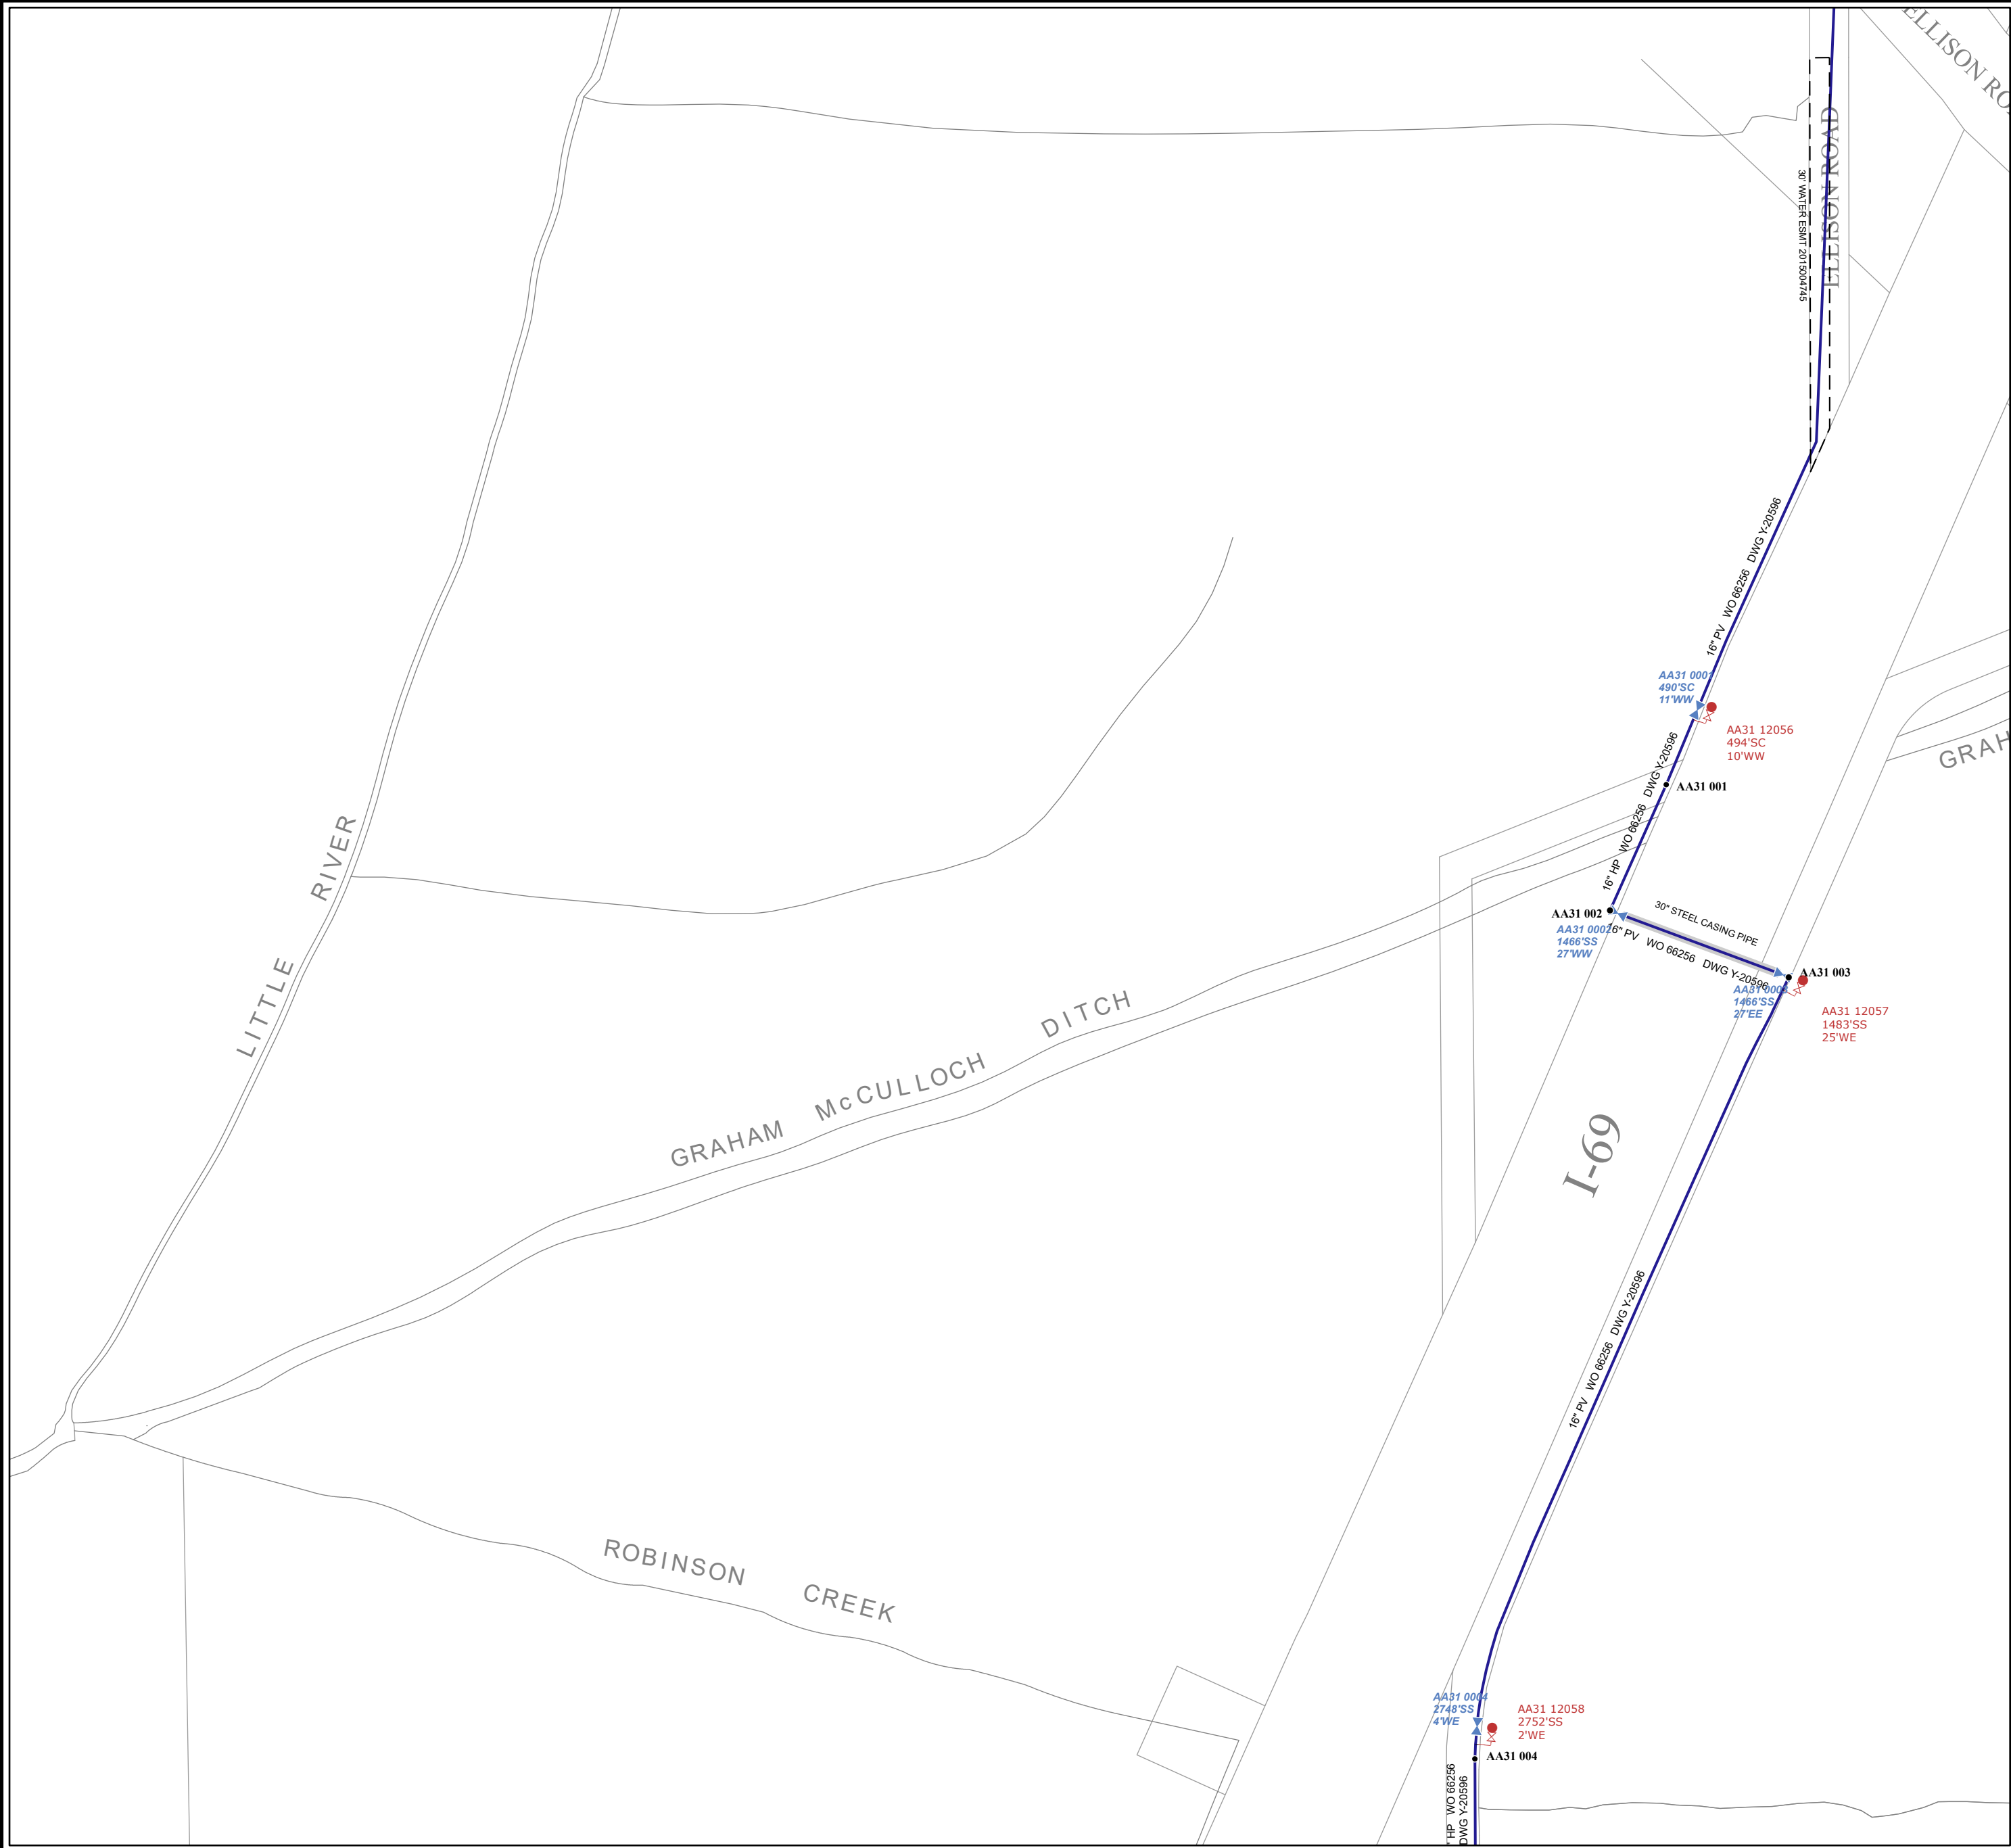 ELLISON RO
ELLISON ROAD
30' WATER ESMT 2015004745
16" PV WO 66256 DWG Y-20596
AA31 0001
490'SC
11'WW
AA31 12056
494'SC
10'WW
16" HP WO 66256 DWG Y-20596
AA31 001
GRAH
LITTLE RIVER
AA31 002
AA31 0002
1466'SS
27'WW
30" STEEL CASING PIPE
16" PV WO 66256 DWG Y-20596
AA31 003
AA31 0003
1466'SS
27'EE
AA31 12057
1483'SS
25'WE
GRAHAM McCULLOCH DITCH
I-69
16" PV WO 66256 DWG Y-20596
ROBINSON CREEK
AA31 0004
2748'SS
4'WE
AA31 12058
2752'SS
2'WE
AA31 004
" HP WO 66256
DWG Y-20596